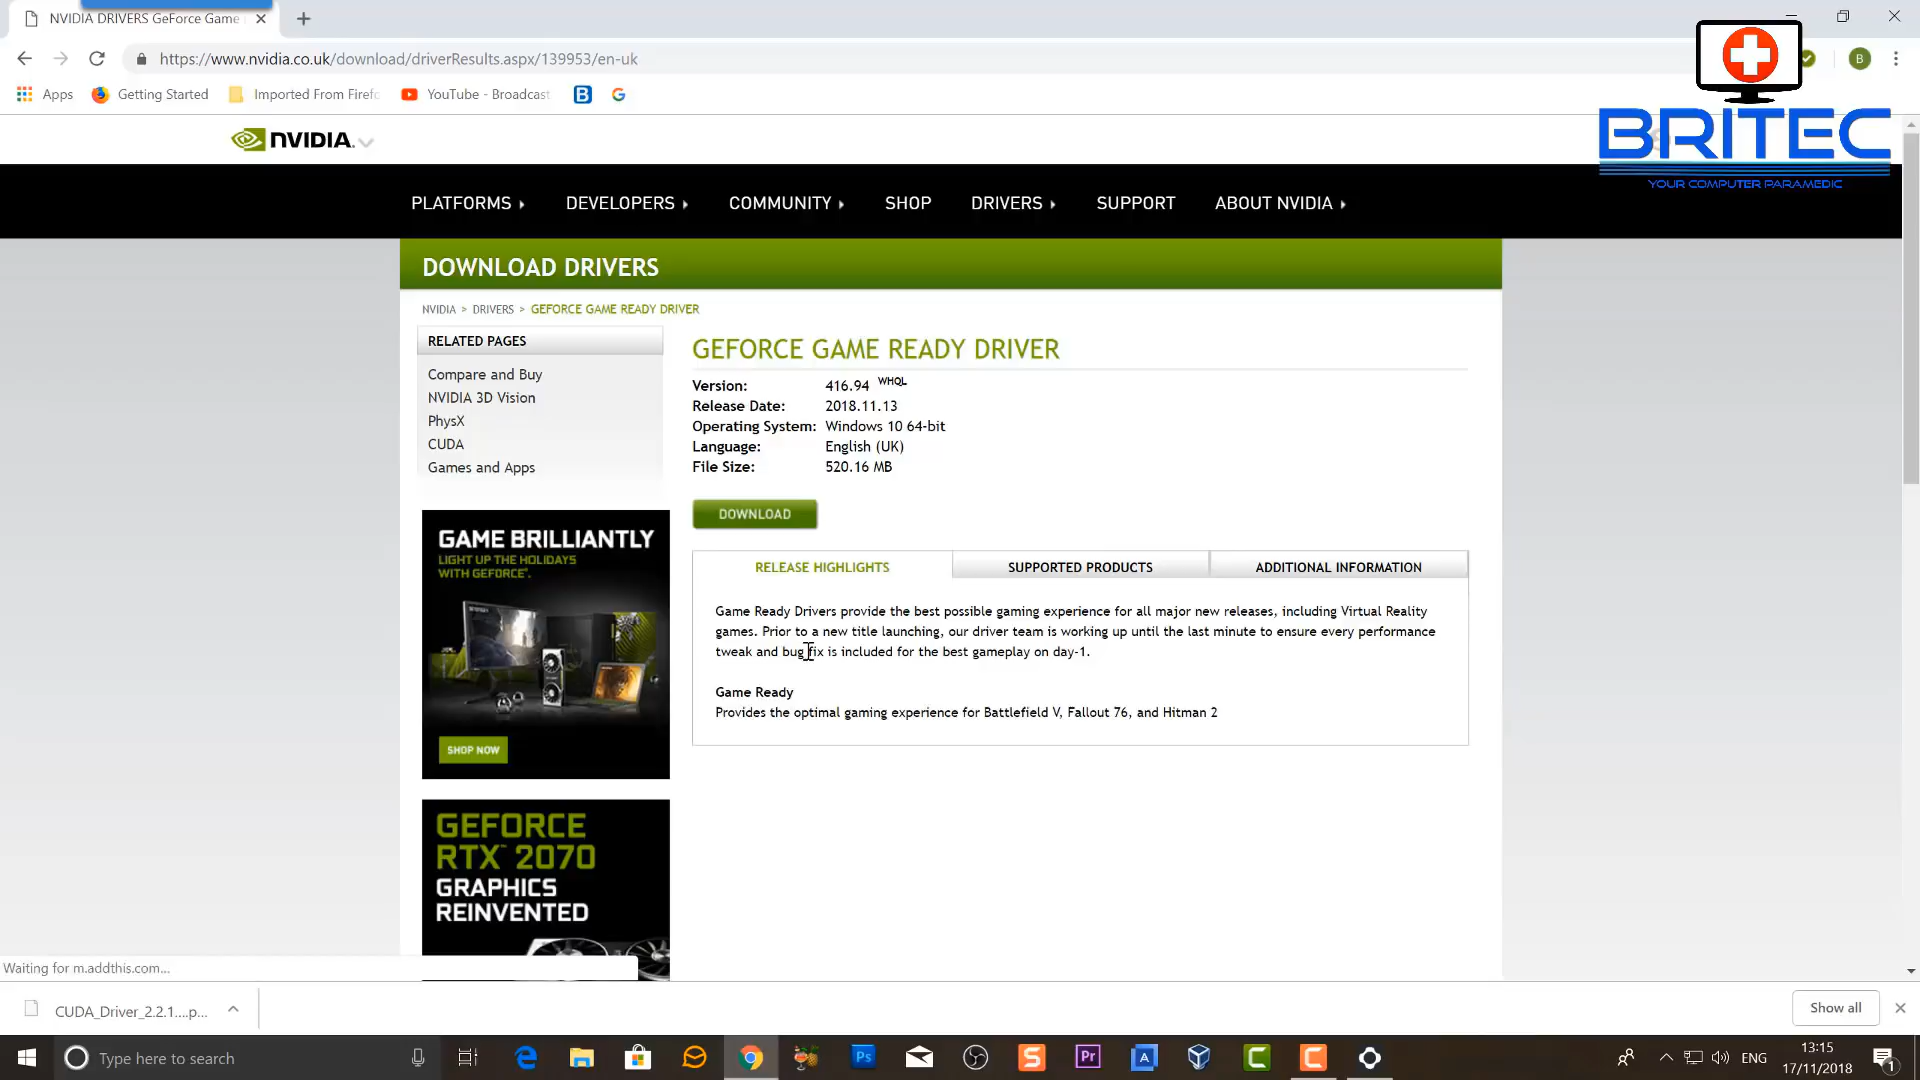 NVIDIA DRIVERS GeForce Game
https://www.nvidia.co.uk/download/driverResults.aspx/139953/en-uk
B
Apps
Getting Started
Imported From Firefo
YouTube - Broadcast
BRITEC
YOUR COMPUTER PARAMEDIC
NVIDIA.
PLATFORMS
DEVELOPERS
COMMUNITY
SHOP
DRIVERS
SUPPORT
ABOUT NVIDIA
DOWNLOAD DRIVERS
NVIDIA > DRIVERS > GEFORCE GAME READY DRIVER
RELATED PAGES
Compare and Buy
NVIDIA 3D Vision
PhysX
CUDA
Games and Apps
GEFORCE GAME READY DRIVER
Version: 416.94 WHQL
Release Date: 2018.11.13
Operating System: Windows 10 64-bit
Language: English (UK)
File Size: 520.16 MB
DOWNLOAD
RELEASE HIGHLIGHTS
SUPPORTED PRODUCTS
ADDITIONAL INFORMATION
Game Ready Drivers provide the best possible gaming experience for all major new releases, including Virtual Reality
games. Prior to a new title launching, our driver team is working up until the last minute to ensure every performance
tweak and bug fix is included for the best gameplay on day-1.
Game Ready
Provides the optimal gaming experience for Battlefield V, Fallout 76, and Hitman 2
GAME BRILLIANTLY
LIGHT UP THE HOLIDAYS
WITH GEFORCE®.
SHOP NOW
GEFORCE
RTX™ 2070
GRAPHICS
REINVENTED
Waiting for m.addthis.com...
CUDA_Driver_2.2.1....p...
Show all
Type here to search
ENG
13:15
17/11/2018
1